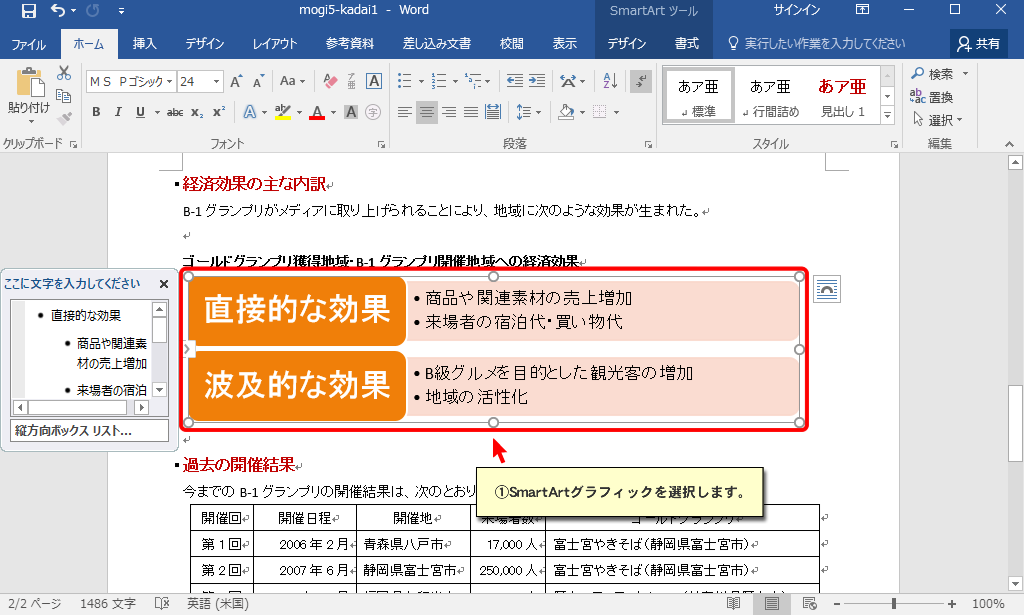 mogi5-kadai1 - Word
SmartArt ツール
サインイン
ファイル
ホーム
挿入
デザイン
レイアウト
参考資料
差し込み文書
校閲
表示
デザイン
書式
実行したい作業を入力してください
共有
貼り付け
クリップボード
ＭＳ Ｐゴシック
24
フォント
段落
あア亜
標準
あア亜
行間詰め
あア亜
見出し 1
スタイル
検索
置換
選択
編集
経済効果の主な内訳
B-1 グランプリがメディアに取り上げられることにより、地域に次のような効果が生まれた。
ゴールドグランプリ獲得地域・B-1 グランプリ開催地域への経済効果
直接的な効果
• 商品や関連素材の売上増加
• 来場者の宿泊代・買い物代
波及的な効果
• B級グルメを目的とした観光客の増加
• 地域の活性化
ここに文字を入力してください
• 直接的な効果
• 商品や関連素
材の売上増加
• 来場者の宿泊
縦方向ボックス リスト...
過去の開催結果
今までの B-1 グランプリの開催結果は、次のとおり
①SmartArtグラフィックを選択します。
開催回 開催日程 開催地 来場者数 ゴールドグランプリ
第 1 回 2006 年 2 月 青森県八戸市 17,000 人 富士宮やきそば（静岡県富士宮市）
第 2 回 2007 年 6 月 静岡県富士宮市 250,000 人 富士宮やきそば（静岡県富士宮市）
2/2 ページ
1486 文字
英語 (米国)
100%